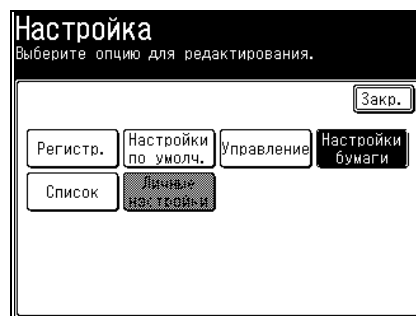 Настройка
Выберите опцию для редактирования.
Закр.
Регистр.
Настройки
по умолч.
Управление
Настройки
бумаги
Список
Личные
настройки